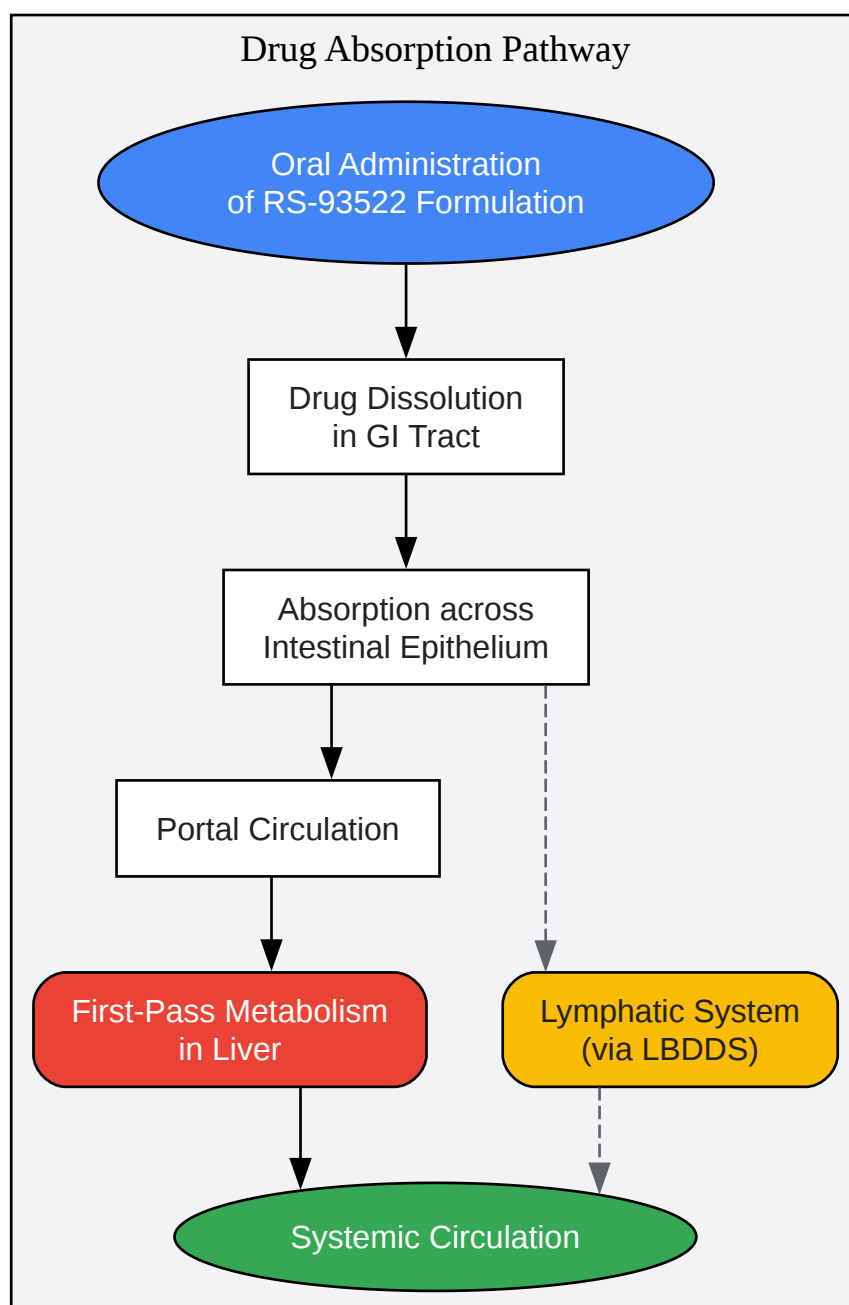 Drug Absorption Pathway
Oral Administration
of RS-93522 Formulation
Drug Dissolution
in GI Tract
Absorption across
Intestinal Epithelium
Portal Circulation
First-Pass Metabolism
in Liver
Lymphatic System
(via LBDDS)
Systemic Circulation